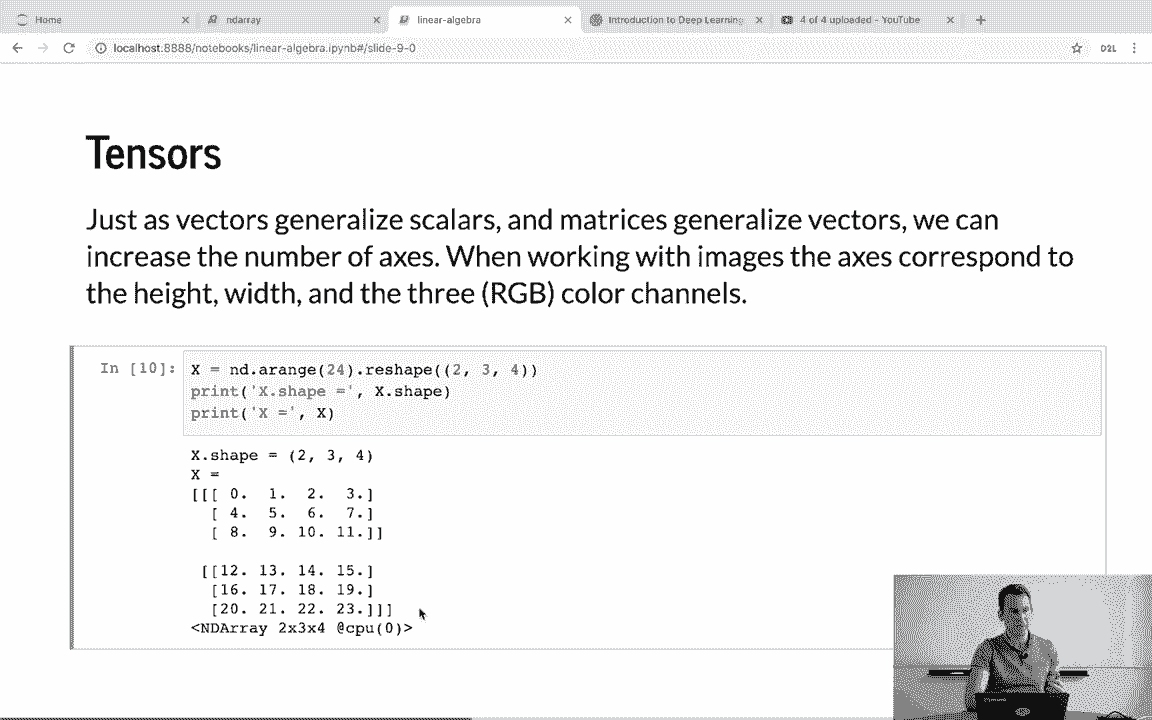 Home
ndarray
linear-algebra
Introduction to Deep Learning
4 of 4 uploaded - YouTube
localhost:8888/notebooks/linear-algebra.ipynb#/slide-9-0
D2L
Tensors
Just as vectors generalize scalars, and matrices generalize vectors, we can
increase the number of axes. When working with images the axes correspond to
the height, width, and the three (RGB) color channels.
In [10]: X = nd.arange(24).reshape((2, 3, 4))
print('X.shape =', X.shape)
print('X =', X)
X.shape = (2, 3, 4)
X =
[[[ 0. 1. 2. 3.]
[ 4. 5. 6. 7.]
[ 8. 9. 10. 11.]]
[[12. 13. 14. 15.]
[16. 17. 18. 19.]
[20. 21. 22. 23.]]]
<NDArray 2x3x4 @cpu(0)>